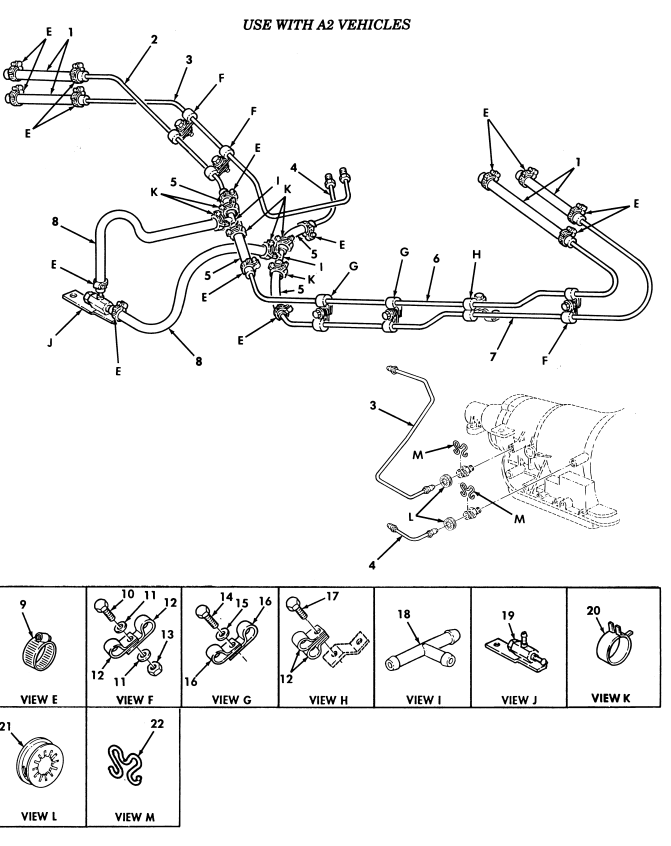 USE WITH A2 VEHICLES
E 1 2
3
F
F
E
E
4
5
K
I
K
5
E
8
E
5
I
K
5
E
G
G
6
H
E
1
E
J
E
8
E
7
F
3
M
L
M
4
9
VIEW E
10 11 12
13
12 11
VIEW F
14 15 16
16
VIEW G
17
12
VIEW H
18
VIEW I
19
VIEW J
20
VIEW K
21
VIEW L
22
VIEW M